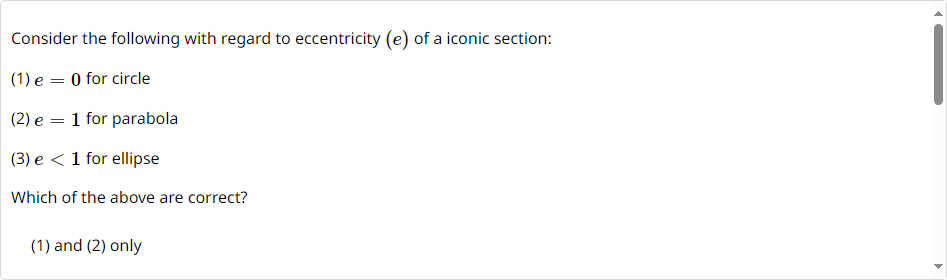 Consider the following with regard to eccentricity (e) of a iconic section:
(1) e = 0 for circle
(2) e = 1 for parabola
(3) e < 1 for ellipse
Which of the above are correct?
(1) and (2) only